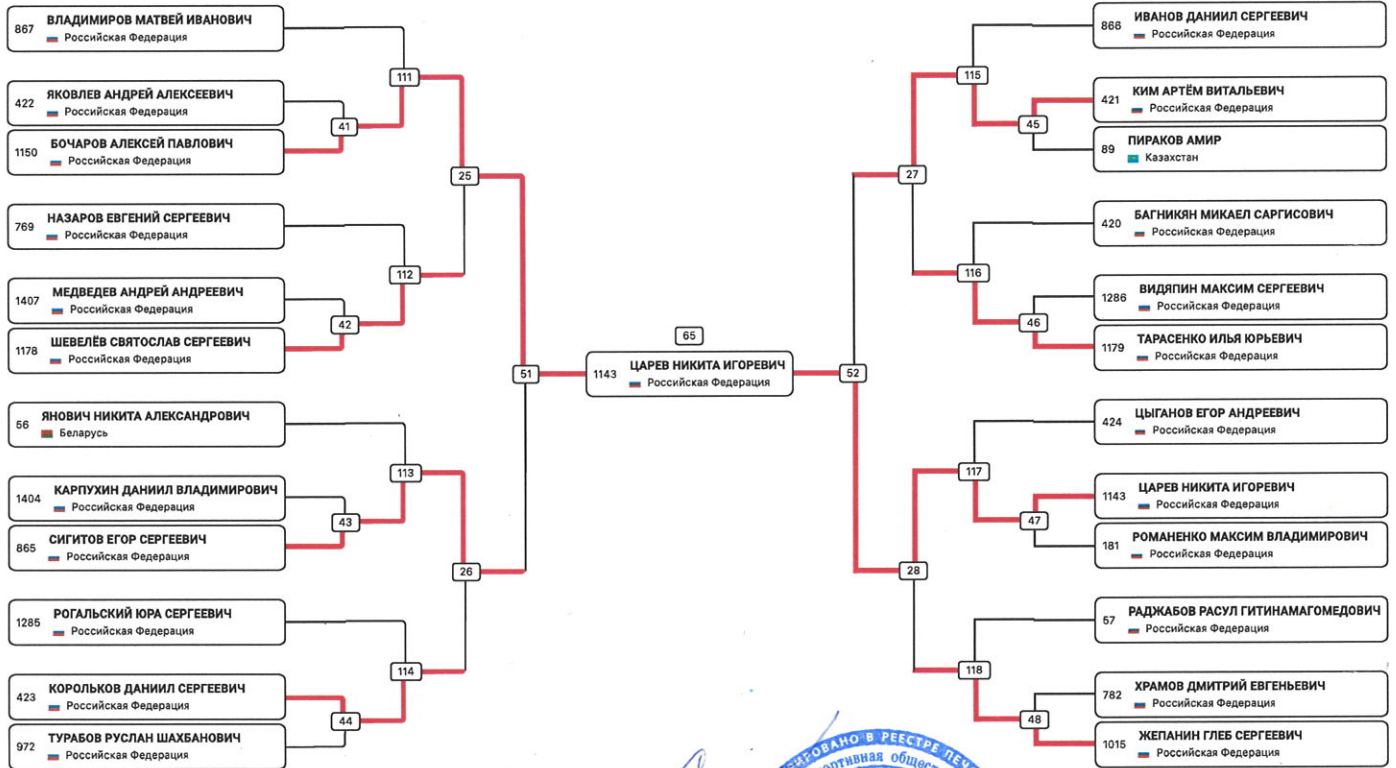 867 ВЛАДИМИРОВ МАТВЕЙ ИВАНОВИЧ
Российская Федерация
111
422 ЯКОВЛЕВ АНДРЕЙ АЛЕКСЕЕВИЧ
Российская Федерация
41
1150 БОЧАРОВ АЛЕКСЕЙ ПАВЛОВИЧ
Российская Федерация
25
769 НАЗАРОВ ЕВГЕНИЙ СЕРГЕЕВИЧ
Российская Федерация
112
1407 МЕДВЕДЕВ АНДРЕЙ АНДРЕЕВИЧ
Российская Федерация
42
1178 ШЕВЕЛЁВ СВЯТОСЛАВ СЕРГЕЕВИЧ
Российская Федерация
51
56 ЯНОВИЧ НИКИТА АЛЕКСАНДРОВИЧ
Беларусь
113
1404 КАРПУХИН ДАНИИЛ ВЛАДИМИРОВИЧ
Российская Федерация
43
865 СИГИТОВ ЕГОР СЕРГЕЕВИЧ
Российская Федерация
26
1285 РОГАЛЬСКИЙ ЮРА СЕРГЕЕВИЧ
Российская Федерация
114
423 КОРОЛЬКОВ ДАНИИЛ СЕРГЕЕВИЧ
Российская Федерация
44
972 ТУРАБОВ РУСЛАН ШАХБАНОВИЧ
Российская Федерация
65
1143 ЦАРЕВ НИКИТА ИГОРЕВИЧ
Российская Федерация
866 ИВАНОВ ДАНИИЛ СЕРГЕЕВИЧ
Российская Федерация
115
421 КИМ АРТЁМ ВИТАЛЬЕВИЧ
Российская Федерация
45
89 ПИРАКОВ АМИР
Казахстан
27
420 БАГНИКЯН МИКАЕЛ САРГИСОВИЧ
Российская Федерация
116
1286 ВИДЯПИН МАКСИМ СЕРГЕЕВИЧ
Российская Федерация
46
1179 ТАРАСЕНКО ИЛЬЯ ЮРЬЕВИЧ
Российская Федерация
52
424 ЦЫГАНОВ ЕГОР АНДРЕЕВИЧ
Российская Федерация
117
1143 ЦАРЕВ НИКИТА ИГОРЕВИЧ
Российская Федерация
47
181 РОМАНЕНКО МАКСИМ ВЛАДИМИРОВИЧ
Российская Федерация
28
57 РАДЖАБОВ РАСУЛ ГИТИНАМАГОМЕДОВИЧ
Российская Федерация
118
782 ХРАМОВ ДМИТРИЙ ЕВГЕНЬЕВИЧ
Российская Федерация
48
1015 ЖЕПАНИН ГЛЕБ СЕРГЕЕВИЧ
Российская Федерация
В РЕЕСТРЕ